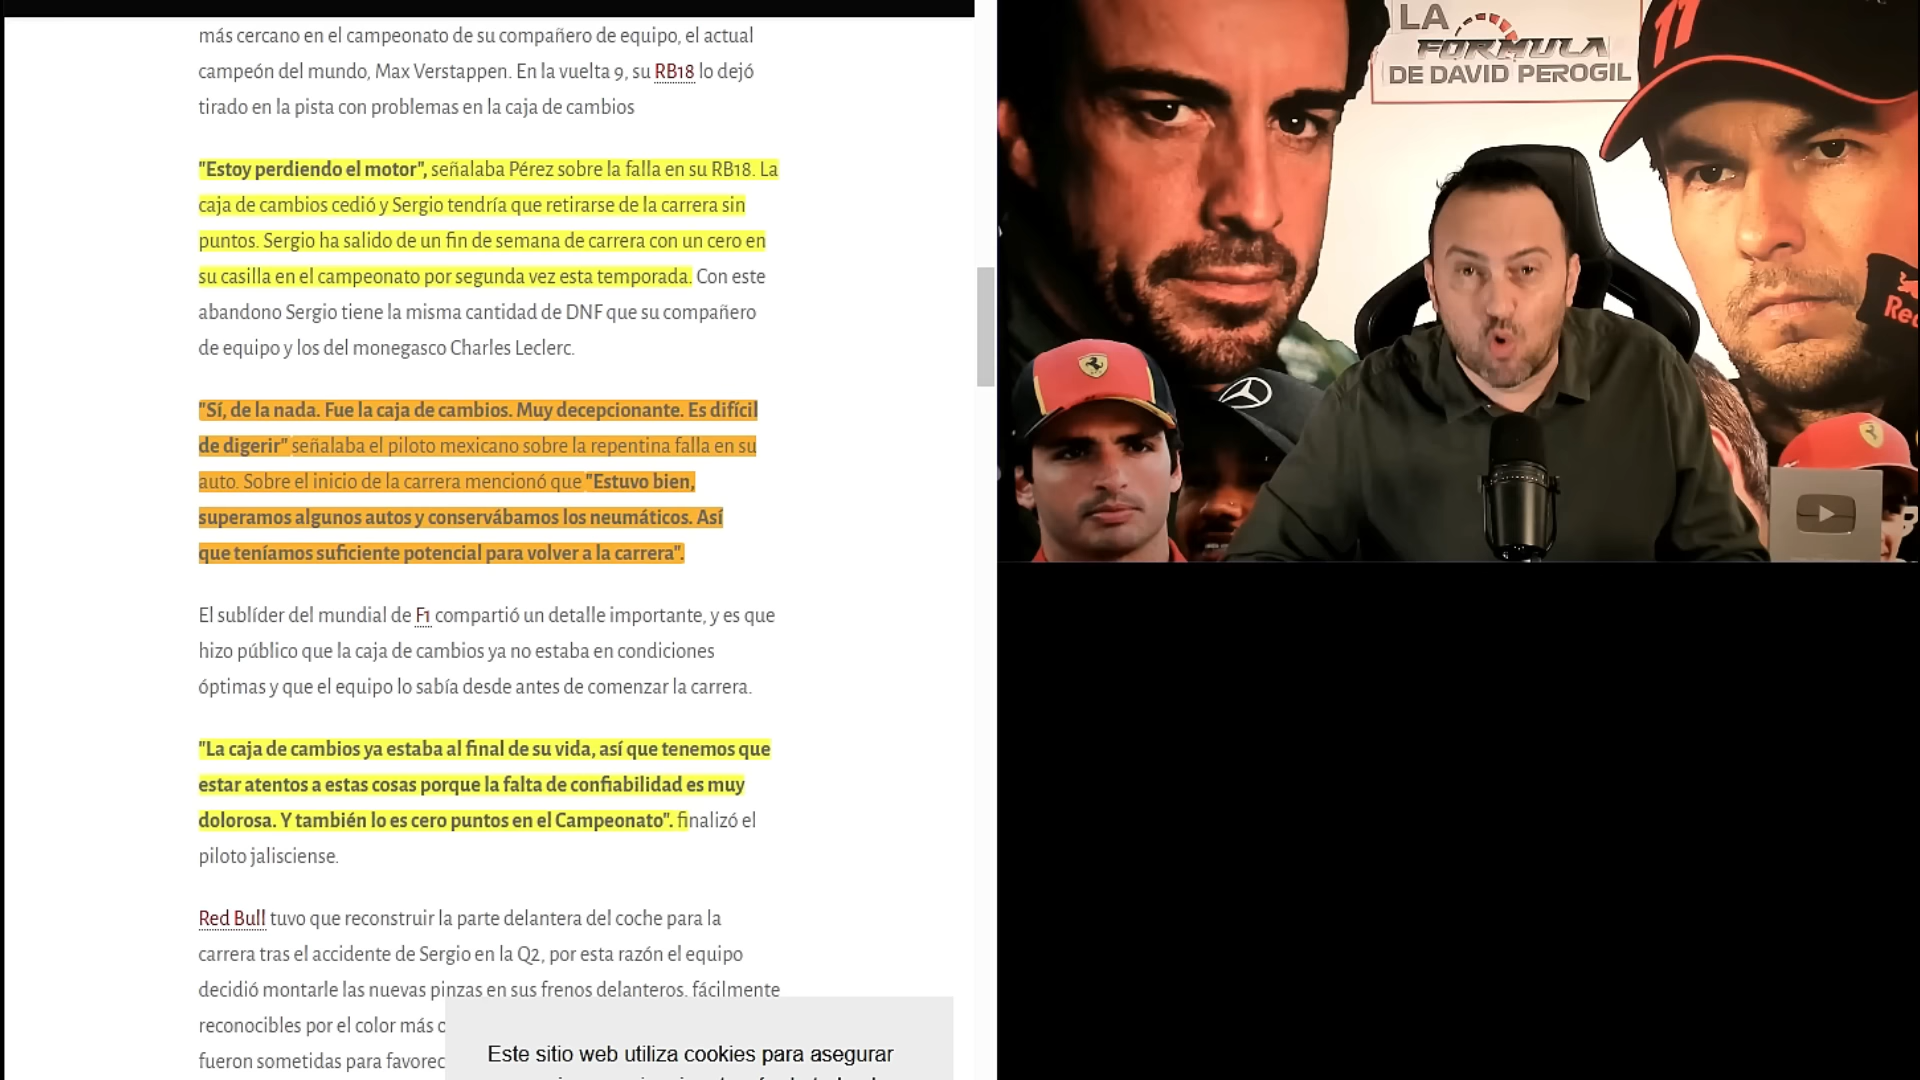 más cercano en el campeonato de su compañero de equipo, el actual
campeón del mundo, Max Verstappen. En la vuelta 9, su RB18 lo dejó
tirado en la pista con problemas en la caja de cambios
"Estoy perdiendo el motor", señalaba Pérez sobre la falla en su RB18. La
caja de cambios cedió y Sergio tendría que retirarse de la carrera sin
puntos. Sergio ha salido de un fin de semana de carrera con un cero en
su casilla en el campeonato por segunda vez esta temporada. Con este
abandono Sergio tiene la misma cantidad de DNF que su compañero
de equipo y los del monegasco Charles Leclerc.
"Sí, de la nada. Fue la caja de cambios. Muy decepcionante. Es difícil
de digerir" señalaba el piloto mexicano sobre la repentina falla en su
auto. Sobre el inicio de la carrera mencionó que "Estuvo bien,
superamos algunos autos y conservábamos los neumáticos. Así
que teníamos suficiente potencial para volver a la carrera".
El sublíder del mundial de F1 compartió un detalle importante, y es que
hizo público que la caja de cambios ya no estaba en condiciones
óptimas y que el equipo lo sabía desde antes de comenzar la carrera.
"La caja de cambios ya estaba al final de su vida, así que tenemos que
estar atentos a estas cosas porque la falta de confiabilidad es muy
dolorosa. Y también lo es cero puntos en el Campeonato". finalizó el
piloto jalisciense.
Red Bull tuvo que reconstruir la parte delantera del coche para la
carrera tras el accidente de Sergio en la Q2, por esta razón el equipo
decidió montarle las nuevas pinzas en sus frenos delanteros, fácilmente
reconocibles por el color más
fueron sometidas para
Este sitio web utiliza cookies para asegurar
LA
FORMULA
DE DAVID PEROGIL
11